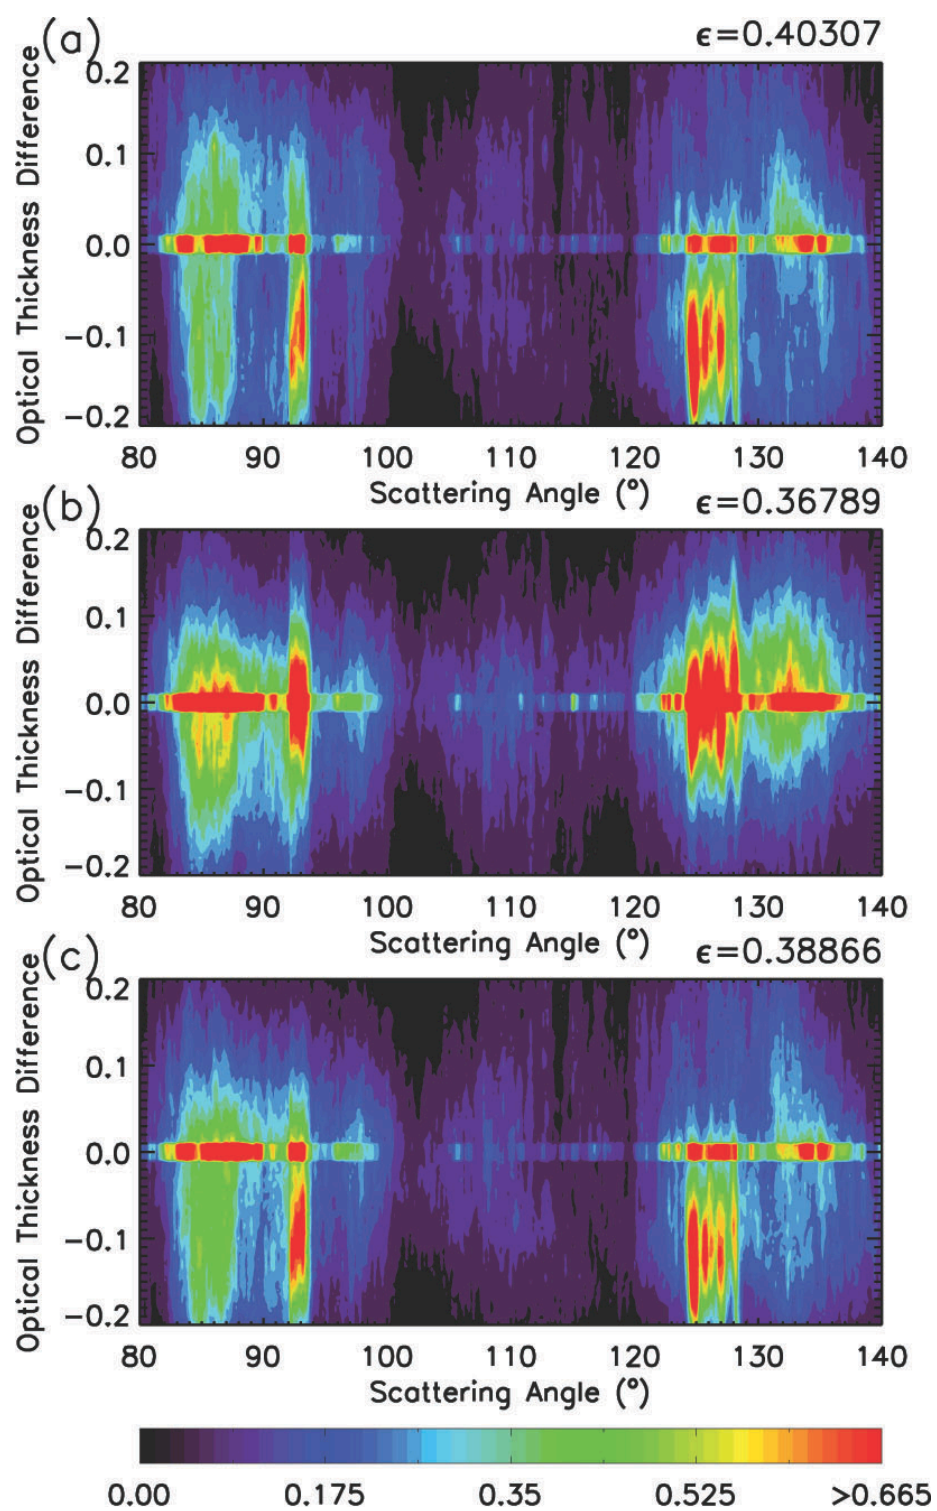 (a)
ϵ=0.40307
Optical Thickness Difference
0.2
0.1
0.0
−0.1
−0.2
80 90 100 110 120 130 140
Scattering Angle (°)
(b)
ϵ=0.36789
Optical Thickness Difference
0.2
0.1
0.0
−0.1
−0.2
80 90 100 110 120 130 140
Scattering Angle (°)
(c)
ϵ=0.38866
Optical Thickness Difference
0.2
0.1
0.0
−0.1
−0.2
80 90 100 110 120 130 140
Scattering Angle (°)
0.00 0.175 0.35 0.525 >0.665